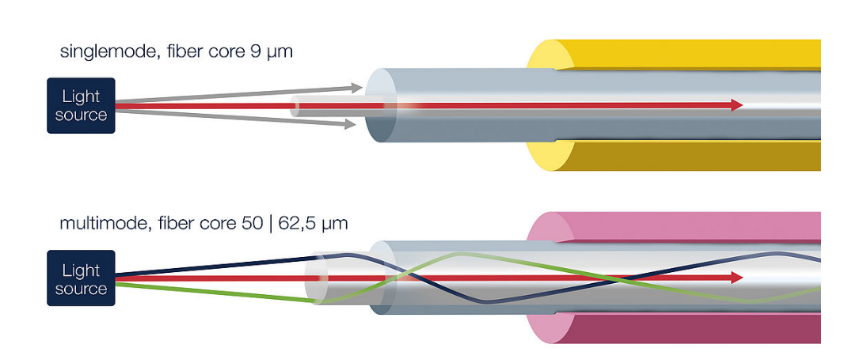 singlemode, fiber core 9 µm
Light
source
multimode, fiber core 50 | 62,5 µm
Light
source